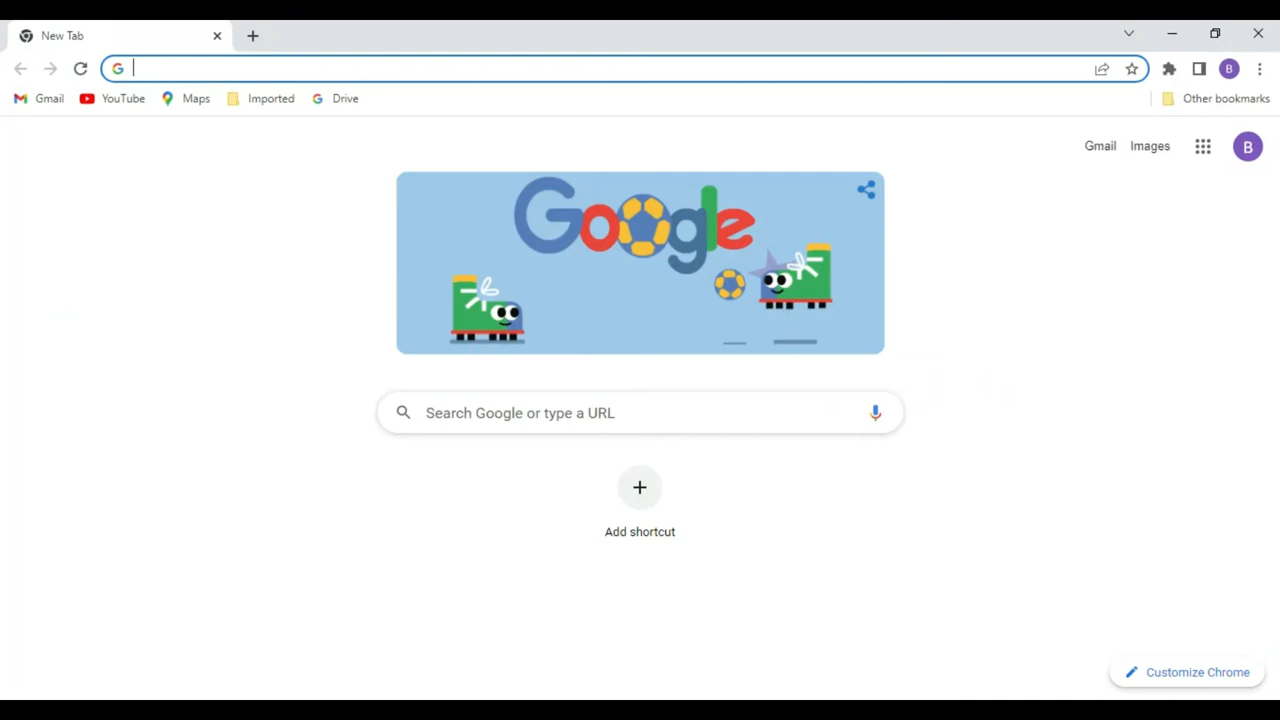 New Tab
Gmail YouTube Maps Imported Drive Other bookmarks
B
Gmail Images B
Google
Search Google or type a URL
Add shortcut
Customize Chrome